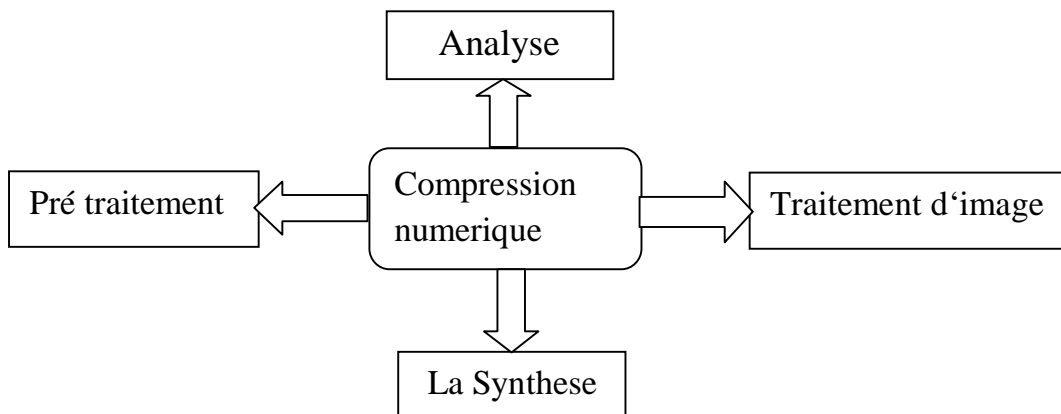 Analyse
Pré traitement
Compression
numerique
Traitement d‘image
La Synthese